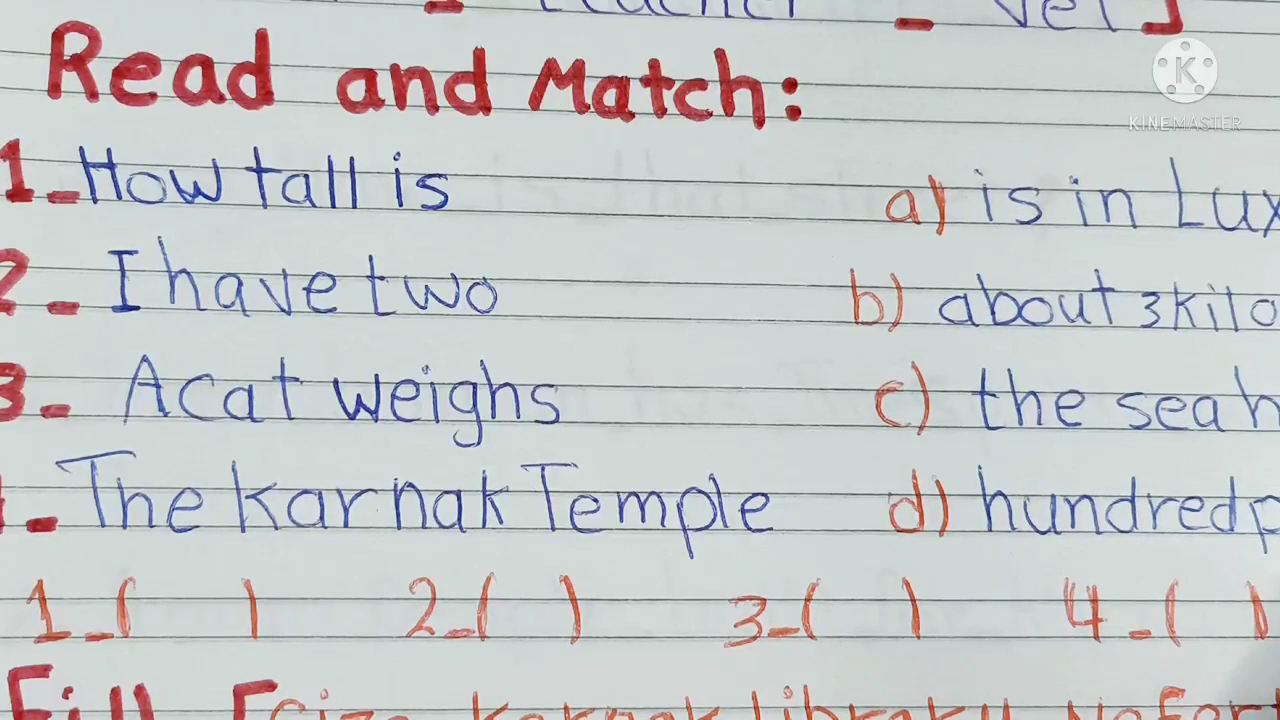 Read and Match:
KINEMASTER
1- How tall is a) is in Lux
2- I have two b) about 3 kilo
3- A cat weighs c) the sea h
- The Karnak Temple d) hundred p
1-( ) 2-( ) 3-( ) 4-( )
Fill